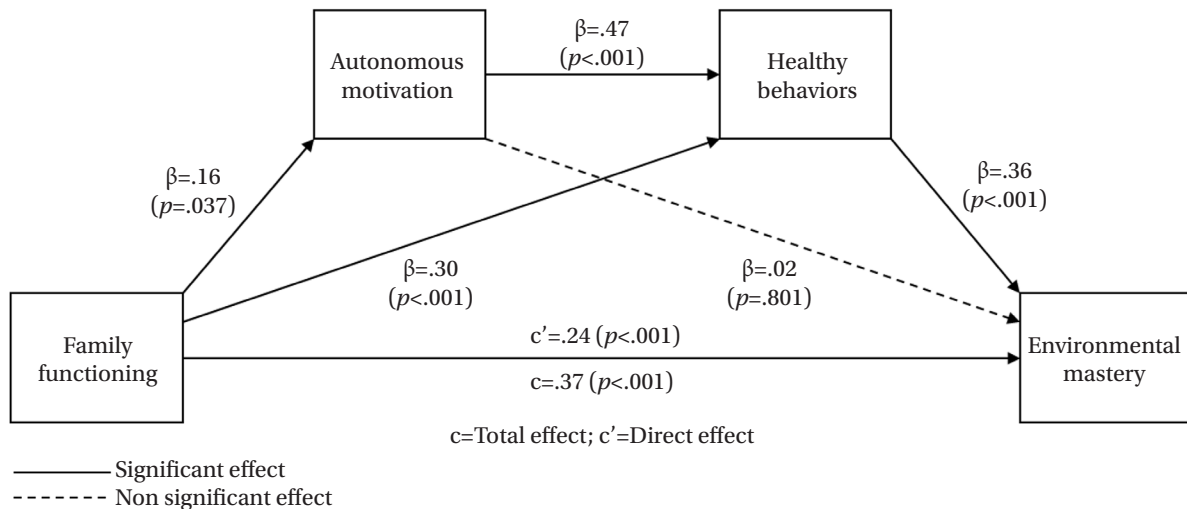 Autonomous
motivation
β=.47
(p<.001)
Healthy
behaviors
β=.16
(p=.037)
β=.36
(p<.001)
β=.30
(p<.001)
β=.02
(p=.801)
Family
functioning
c’=.24 (p<.001)
c=.37 (p<.001)
Environmental
mastery
c=Total effect; c’=Direct effect
Significant effect
Non significant effect